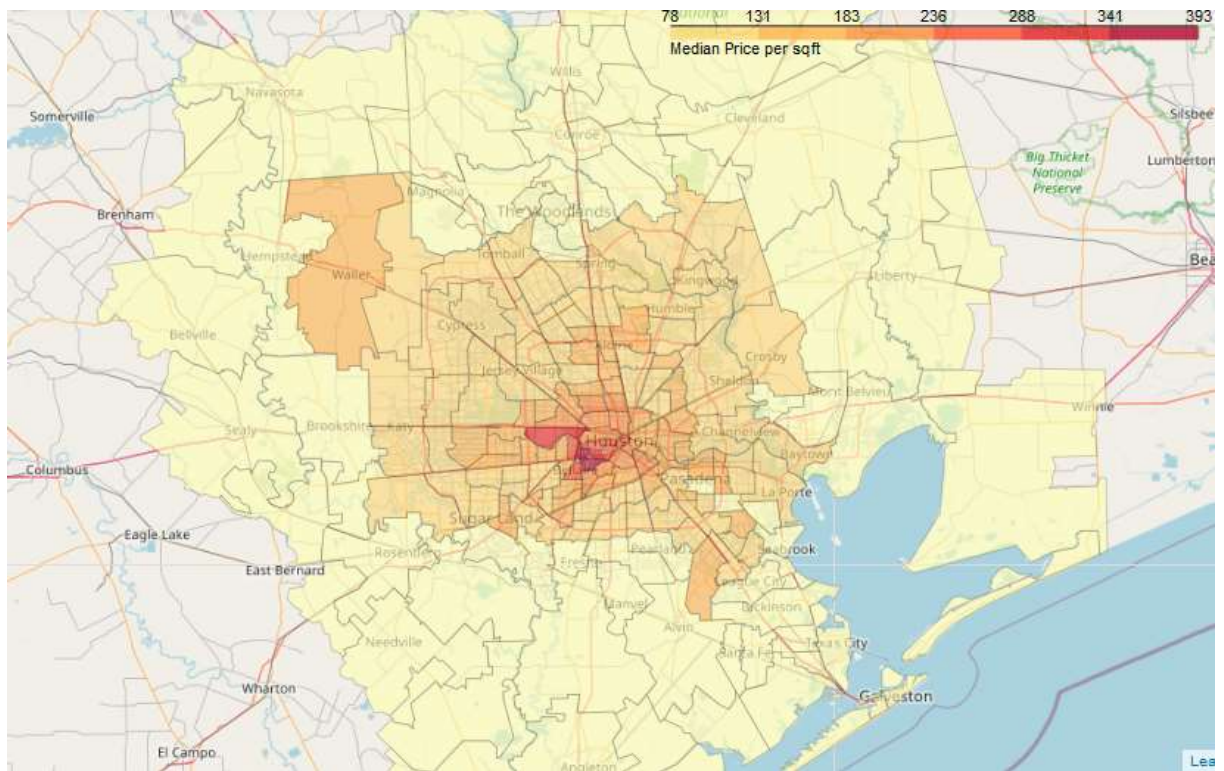 78 131 183 236 288 341 393
Median Price per sqft
National
Willis
Navasota
Cleveland
Somerville
Silsbee
Conroe
Big Thicket
National
Preserve
Lumberton
Magnolia
Brenham
The Woodlands
Hempstead
Tomball
Spring
Bea
Waller
Kingwood
Liberty
Humble
Cypress
Bellville
Aldine
Crosby
Jersey Village
Sheldon
Mont Belvieu
Winnie
Sealy
Brookshire
Katy
Houston
Channelview
Baytown
Columbus
Pasadena
La Porte
Sugar Land
Eagle Lake
Rosenberg
Pearland
Seabrook
Fresno
East Bernard
League City
Manvel
Dickinson
Alvin
Needville
Texas City
Santa Fe
Wharton
Galveston
El Campo
Angleton
Lea